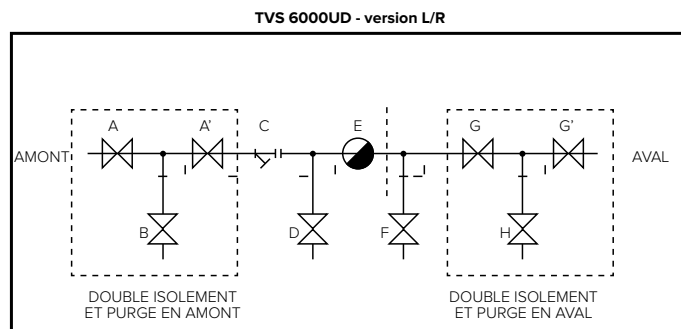 TVS 6000UD - version L/R
A A' C E G G'
AMONT AVAL
B D F H
DOUBLE ISOLEMENT
ET PURGE EN AMONT
DOUBLE ISOLEMENT
ET PURGE EN AVAL